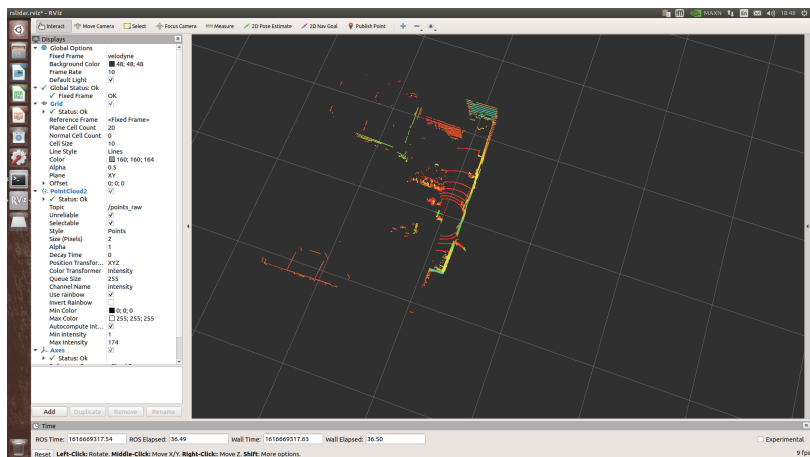 rslidar.rviz* - RViz
MAXN
18:48
Interact Move Camera Select Focus Camera Measure 2D Pose Estimate 2D Nav Goal Publish Point
Displays
Global Options
Fixed Frame velodyne
Background Color 48; 48; 48
Frame Rate 10
Default Light
Global Status: Ok
Fixed Frame OK
Grid
Status: Ok
Reference Frame <Fixed Frame>
Plane Cell Count 20
Normal Cell Count 0
Cell Size 10
Line Style Lines
Color 160; 160; 164
Alpha 0.5
Plane XY
Offset 0; 0; 0
PointCloud2
Status: Ok
Topic /points_raw
Unreliable
Selectable
Style Points
Size (Pixels) 2
Alpha 1
Decay Time 0
Position Transfor... XYZ
Color Transformer Intensity
Queue Size 255
Channel Name intensity
Use rainbow
Invert Rainbow
Min Color 0; 0; 0
Max Color 255; 255; 255
Autocompute Int...
Min Intensity 1
Max Intensity 174
Axes
Status: Ok
Add Duplicate Remove Rename
Time
ROS Time: 1616669317.54 ROS Elapsed: 36.49 Wall Time: 1616669317.63 Wall Elapsed: 36.50 Experimental
Reset Left-Click: Rotate. Middle-Click: Move X/Y. Right-Click:: Move Z. Shift: More options. 9 fps